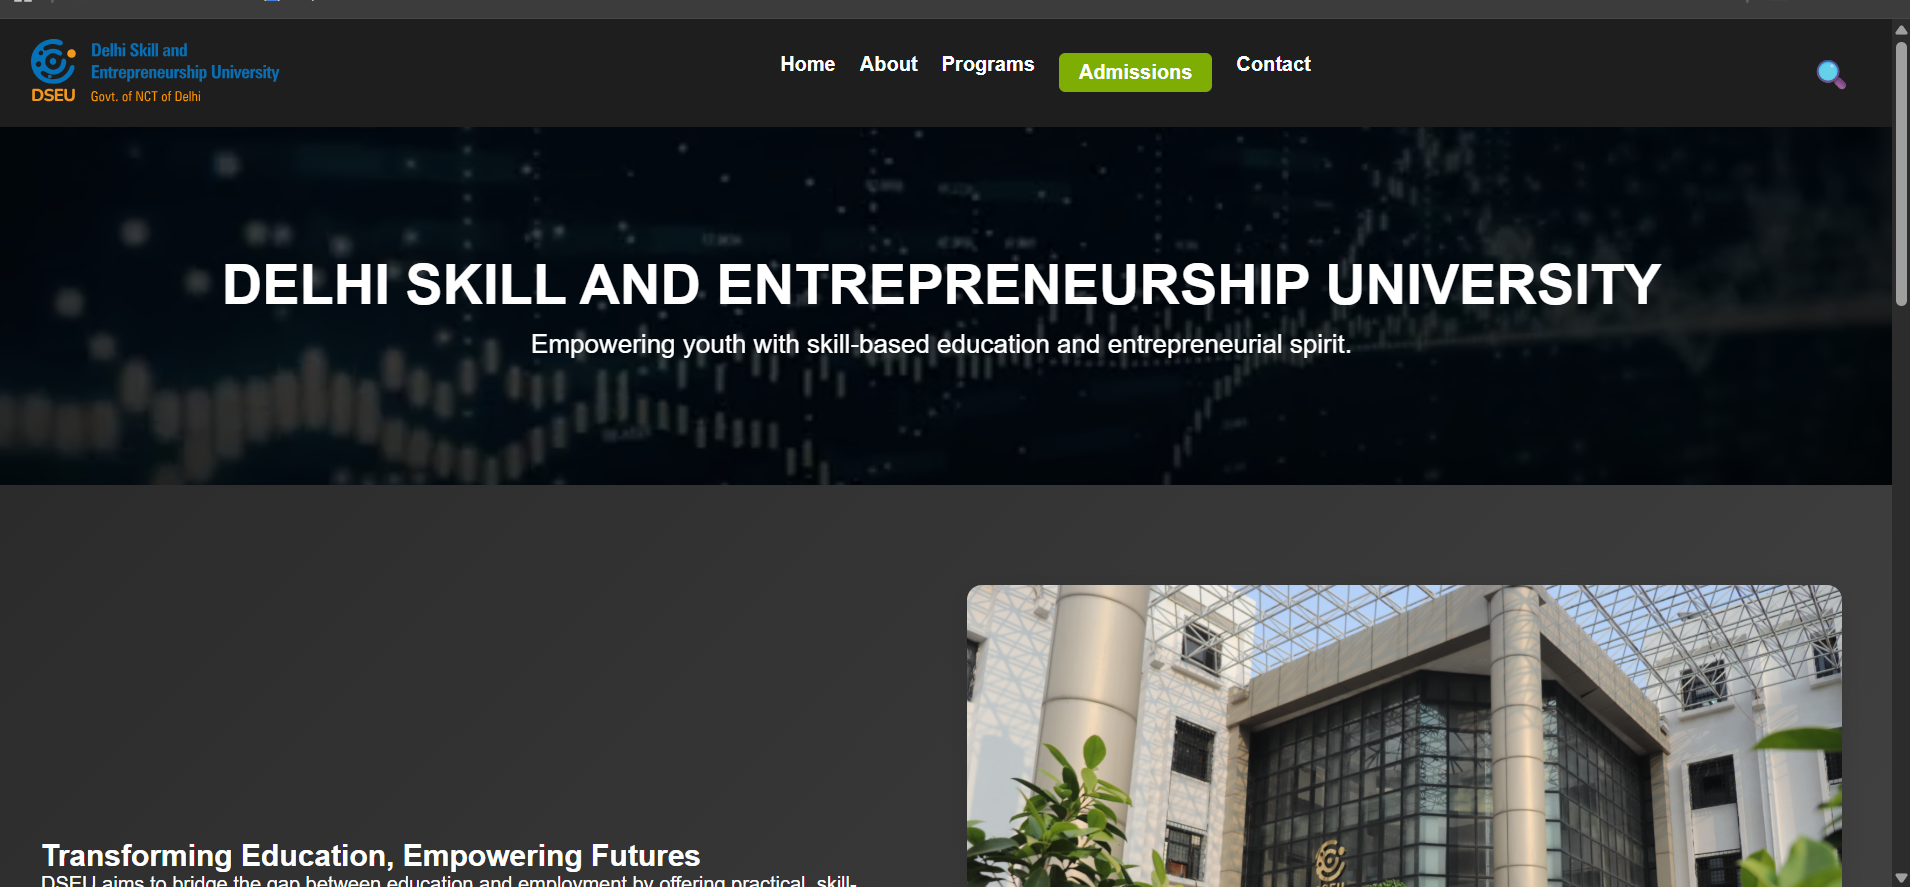 Delhi Skill and
Entrepreneurship University
DSEU Govt. of NCT of Delhi
Home About Programs Admissions Contact
DELHI SKILL AND ENTREPRENEURSHIP UNIVERSITY
Empowering youth with skill-based education and entrepreneurial spirit.
Transforming Education, Empowering Futures
DSEU aims to bridge the gap between education and employment by offering practical, skill-
DSEU